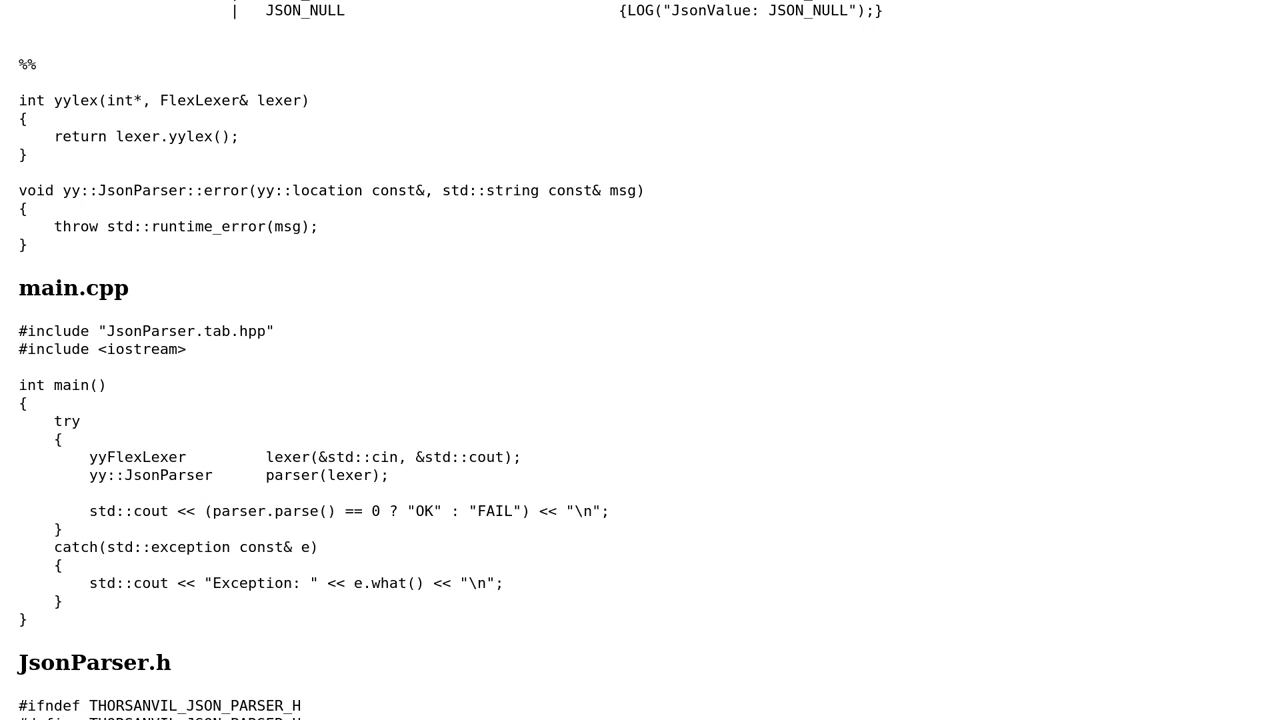 |   JSON_NULL                               {LOG("JsonValue: JSON_NULL");}
%%
int yylex(int*, FlexLexer& lexer)
{
    return lexer.yylex();
}
void yy::JsonParser::error(yy::location const&, std::string const& msg)
{
    throw std::runtime_error(msg);
}
main.cpp
#include "JsonParser.tab.hpp"
#include <iostream>
int main()
{
    try
    {
        yyFlexLexer         lexer(&std::cin, &std::cout);
        yy::JsonParser      parser(lexer);
        std::cout << (parser.parse() == 0 ? "OK" : "FAIL") << "\n";
    }
    catch(std::exception const& e)
    {
        std::cout << "Exception: " << e.what() << "\n";
    }
}
JsonParser.h
#ifndef THORSANVIL_JSON_PARSER_H